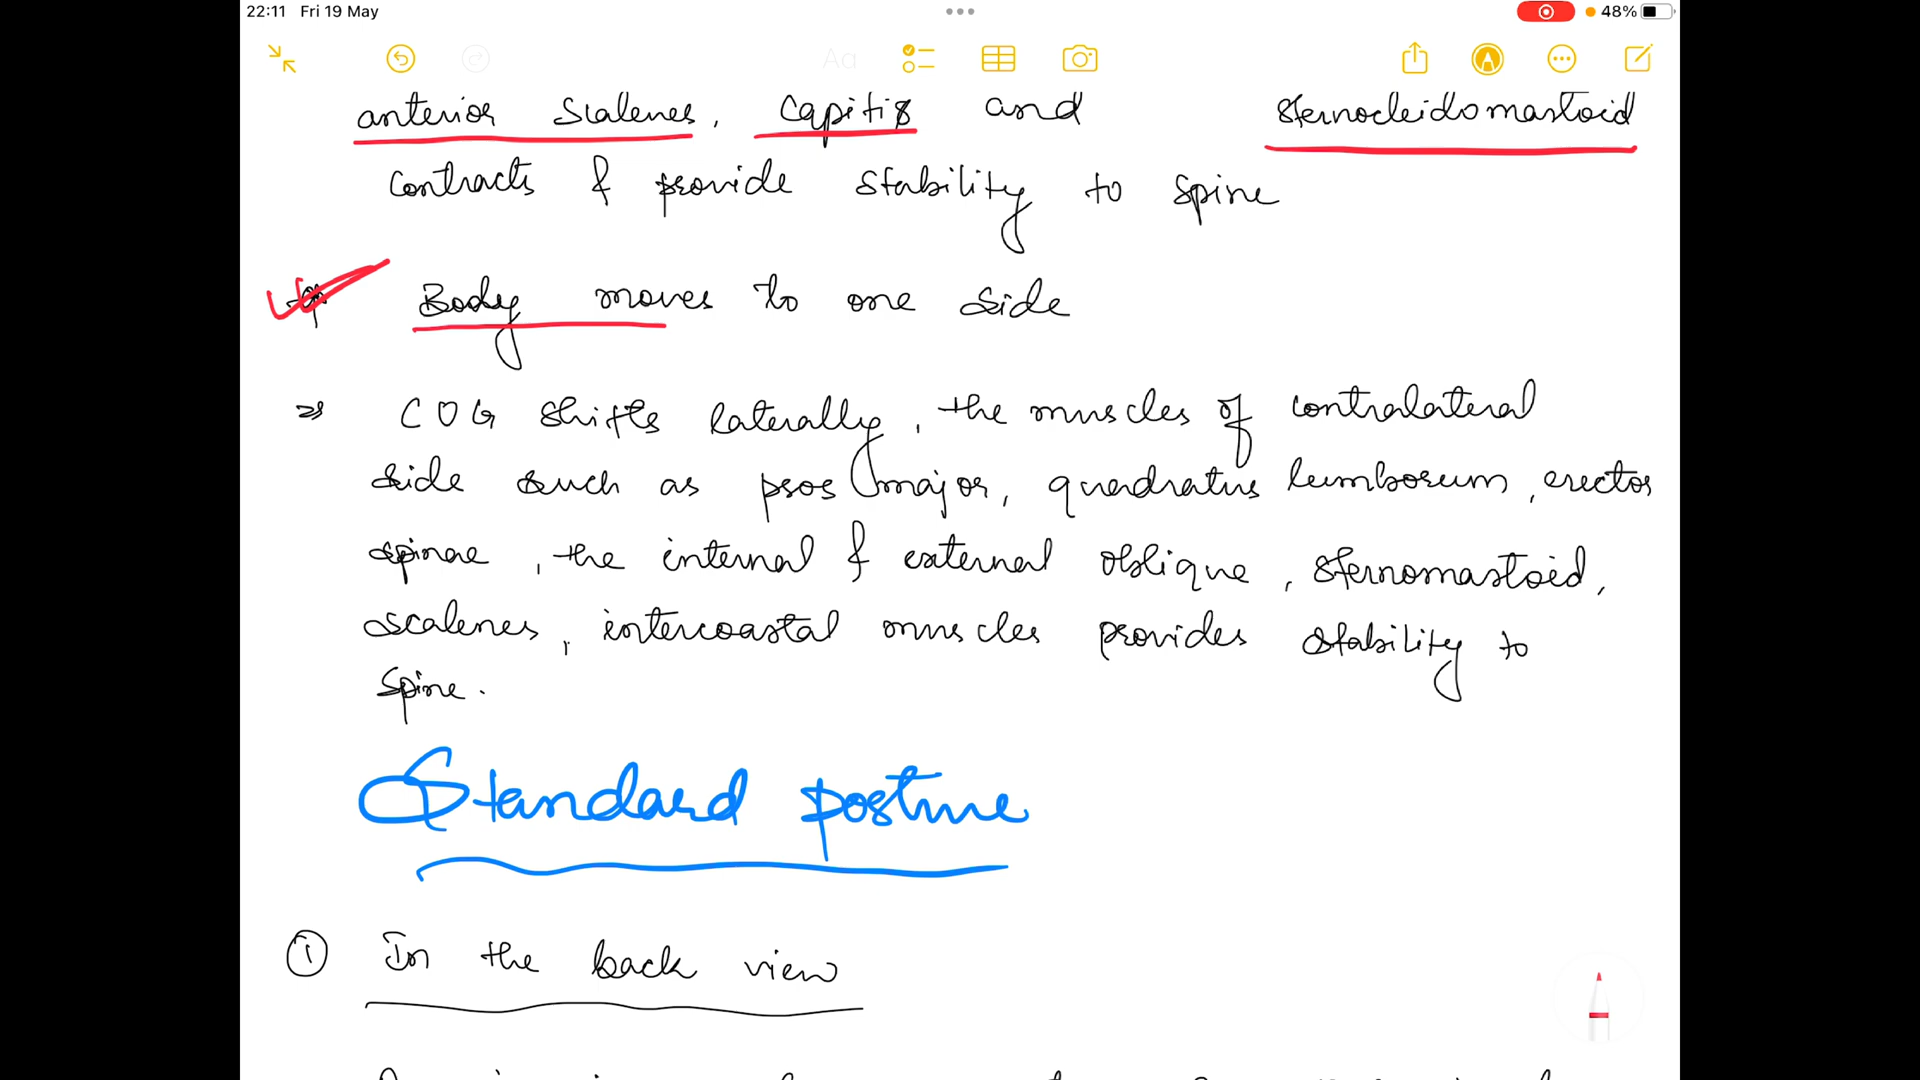 22:11 Fri 19 May
48%
Aa
anterior scalenes, capitis and sternocleidomastoid
contracts & provide stability to spine
Body moves to one side
⇒ COG shifts laterally, the muscles of contralateral
side such as psos major, quadratus lumborum, erector
spinae, the internal & external oblique, sternomastoid,
scalenes, intercoastal muscles provides stability to
spine.
Standard posture
① In the back view